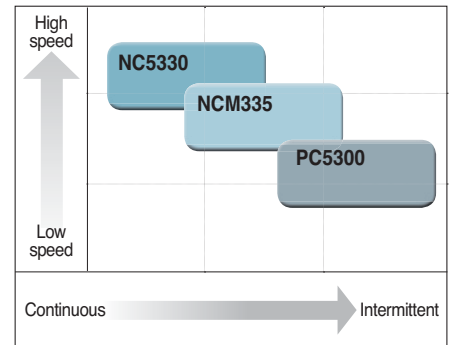 High
speed
NC5330
NCM335
PC5300
Low
speed
Continuous
Intermittent